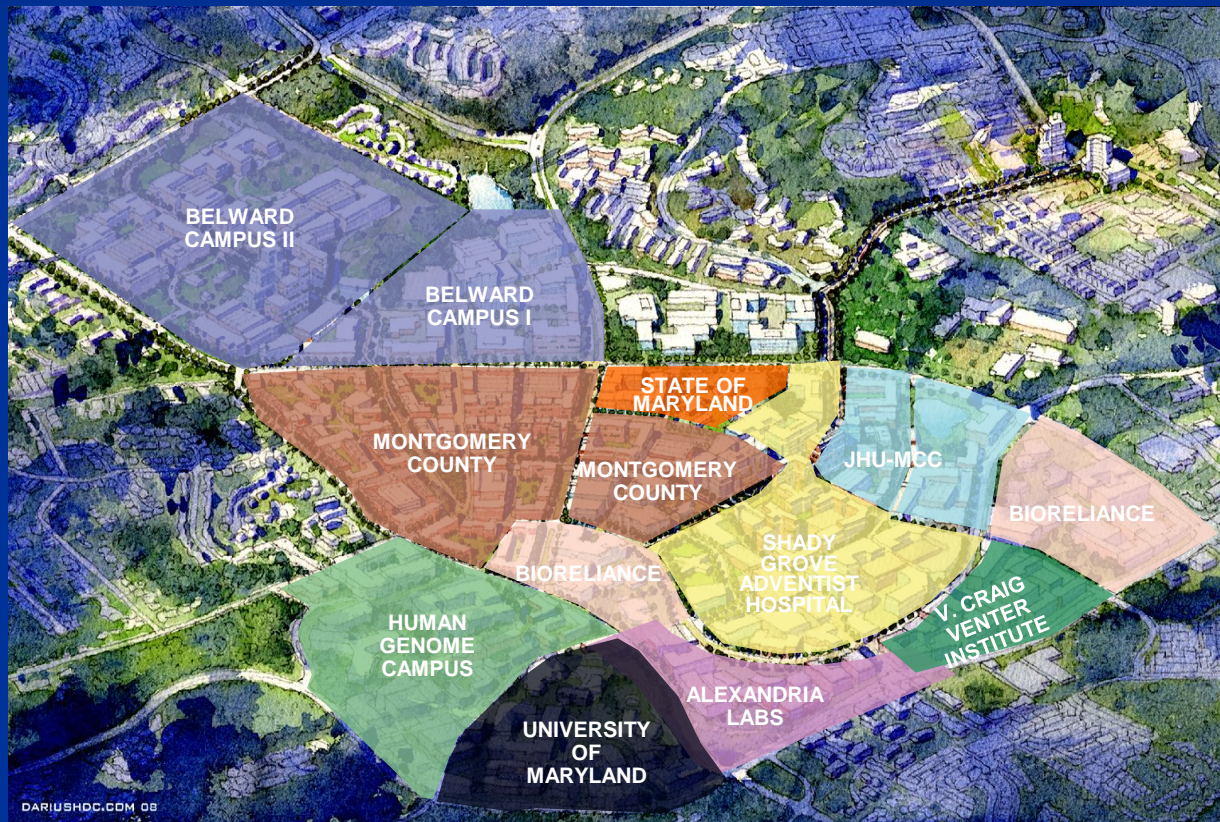 BELWARD
CAMPUS II
BELWARD
CAMPUS I
STATE OF
MARYLAND
MONTGOMERY
COUNTY
MONTGOMERY
COUNTY
JHU-MCC
BIORELIANCE
BIORELIANCE
SHADY
GROVE
ADVENTIST
HOSPITAL
V. CRAIG
VENTER
INSTITUTE
HUMAN
GENOME
CAMPUS
ALEXANDRIA
LABS
UNIVERSITY
OF
MARYLAND
DARIUSHDC.COM 08